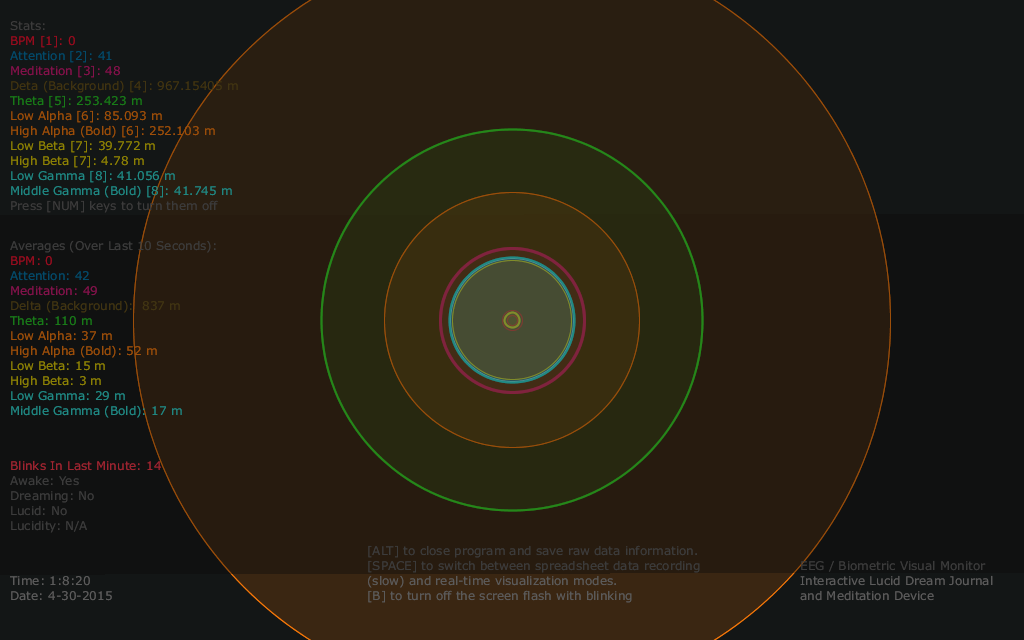 Stats:
BPM [1]: 0
Attention [2]: 41
Meditation [3]: 48
Deta (Background) [4]: 967.15405 m
Theta [5]: 253.423 m
Low Alpha [6]: 85.093 m
High Alpha (Bold) [6]: 252.103 m
Low Beta [7]: 39.772 m
High Beta [7]: 4.78 m
Low Gamma [8]: 41.056 m
Middle Gamma (Bold) [8]: 41.745 m
Press [NUM] keys to turn them off
Averages (Over Last 10 Seconds):
BPM: 0
Attention: 42
Meditation: 49
Delta (Background): 837 m
Theta: 110 m
Low Alpha: 37 m
High Alpha (Bold): 52 m
Low Beta: 15 m
High Beta: 3 m
Low Gamma: 29 m
Middle Gamma (Bold): 17 m
Blinks In Last Minute: 14
Awake: Yes
Dreaming: No
Lucid: No
Lucidity: N/A
Time: 1:8:20
Date: 4-30-2015
[ALT] to close program and save raw data information.
[SPACE] to switch between spreadsheet data recording
(slow) and real-time visualization modes.
[B] to turn off the screen flash with blinking
EEG / Biometric Visual Monitor
Interactive Lucid Dream Journal
and Meditation Device